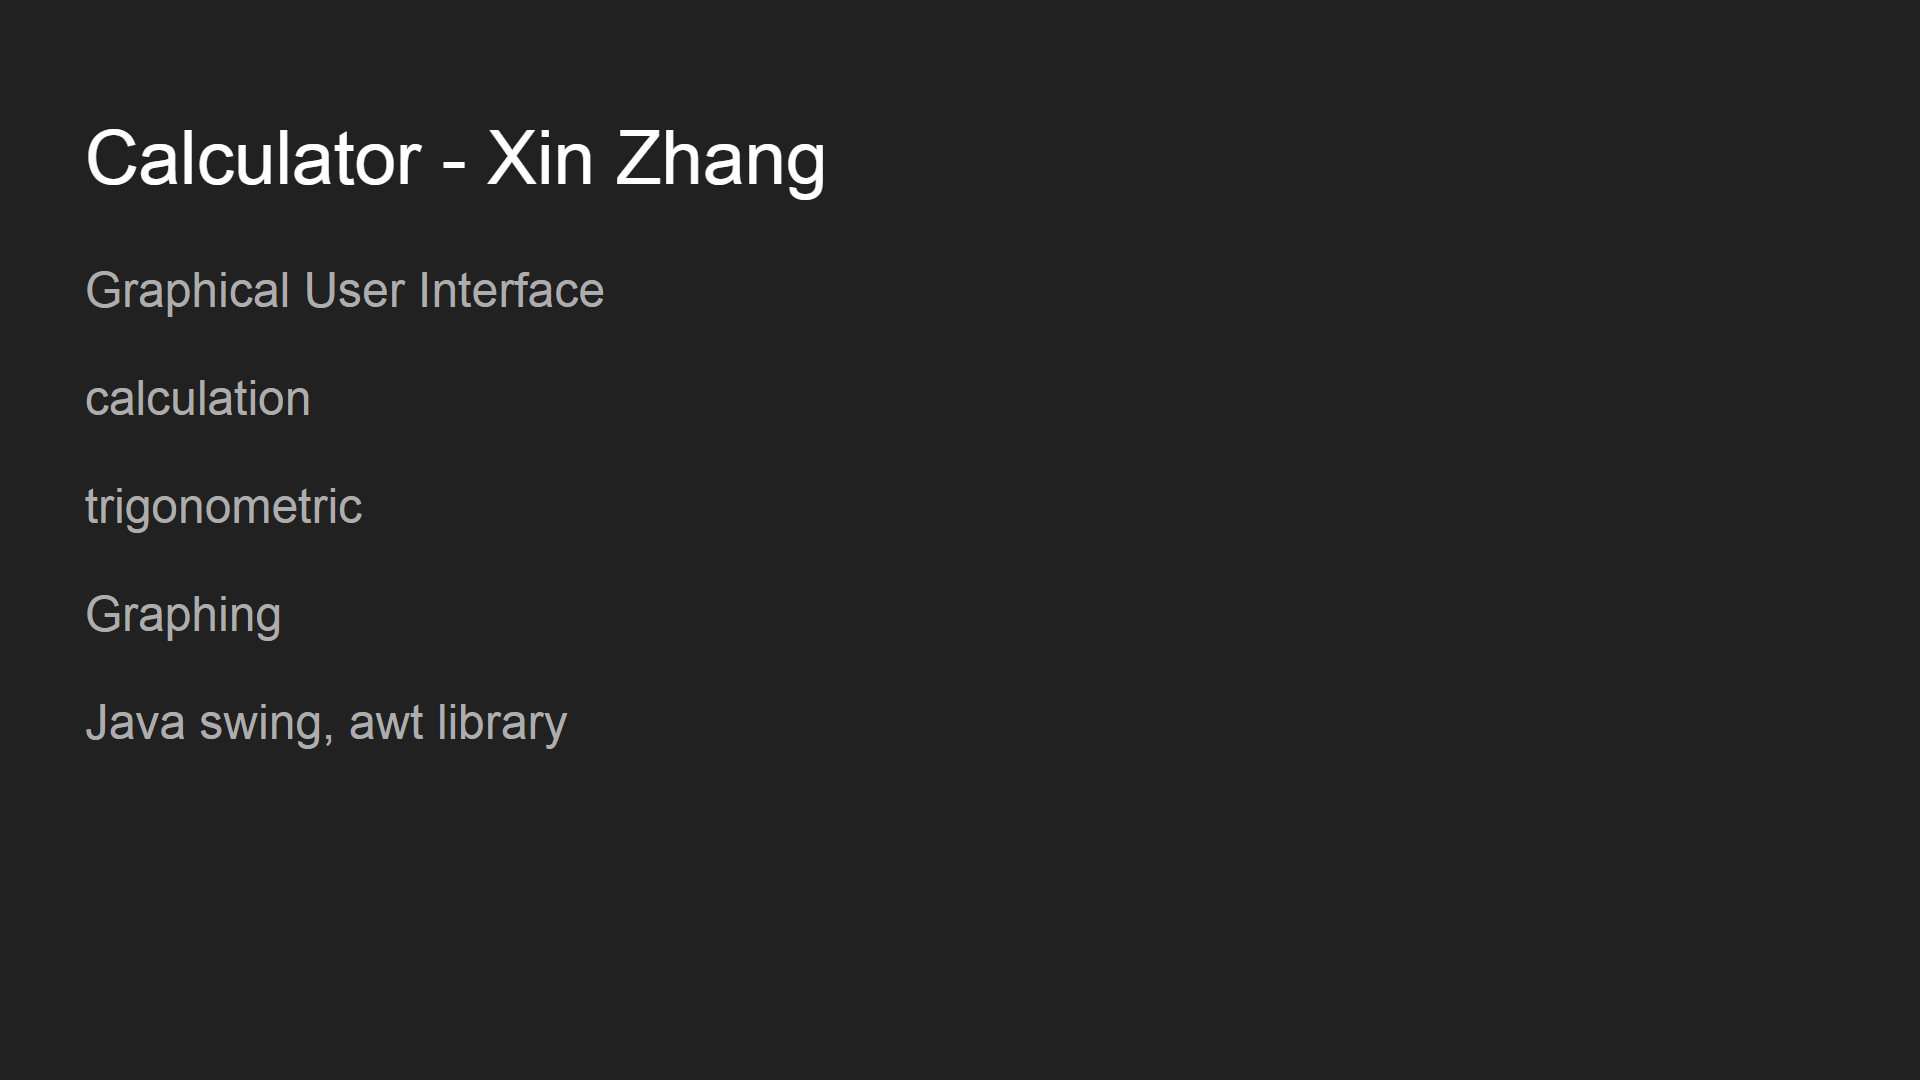 Calculator - Xin Zhang
Graphical User Interface
calculation
trigonometric
Graphing
Java swing, awt library